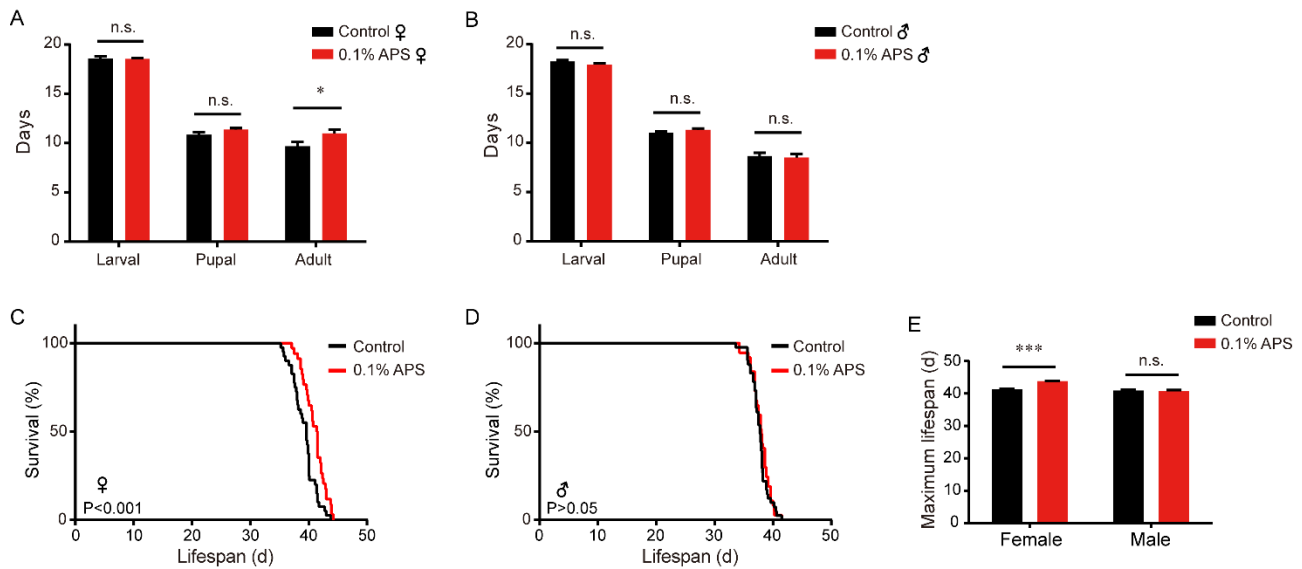 A
n.s.
n.s.
*
Control ♀
0.1% APS ♀
Days
20
15
10
5
0
Larval
Pupal
Adult
B
n.s.
n.s.
n.s.
Control ♂
0.1% APS ♂
Days
20
15
10
5
0
Larval
Pupal
Adult
C
Control
0.1% APS
Survival (%)
100
50
0
♀
P<0.001
0
10
20
30
40
50
Lifespan (d)
D
Control
0.1% APS
Survival (%)
100
50
0
♂
P>0.05
0
10
20
30
40
50
Lifespan (d)
E
Control
0.1% APS
***
n.s.
Maximum lifespan (d)
50
40
30
20
10
0
Female
Male